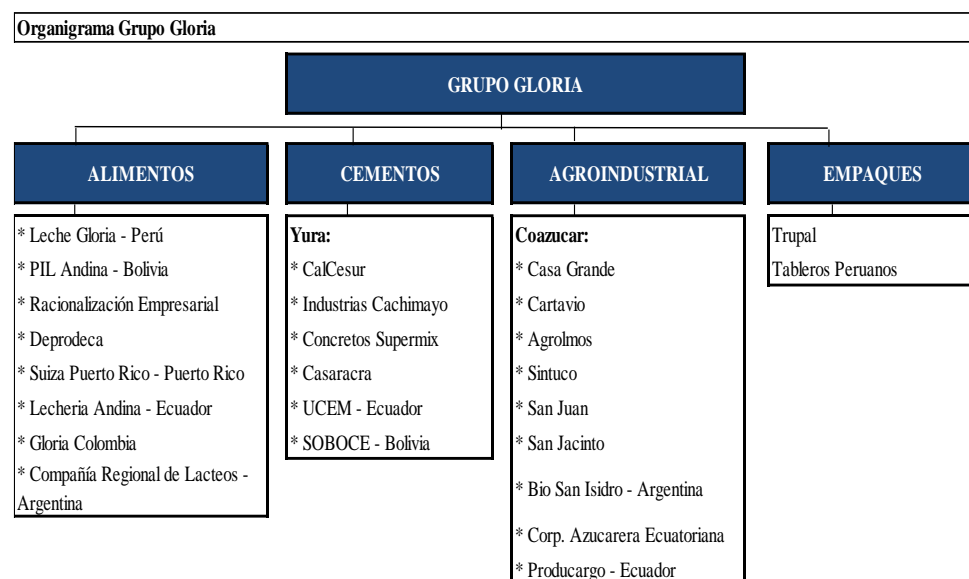 Organigrama Grupo Gloria
GRUPO GLORIA
ALIMENTOS
* Leche Gloria - Perú
* PIL Andina - Bolivia
* Racionalización Empresarial
* Deprodeca
* Suiza Puerto Rico - Puerto Rico
* Lecheria Andina - Ecuador
* Gloria Colombia
* Compañía Regional de Lacteos -
Argentina
CEMENTOS
Yura:
* CalCesur
* Industrias Cachimayo
* Concretos Supermix
* Casaracra
* UCEM - Ecuador
* SOBOCE - Bolivia
AGROINDUSTRIAL
Coazucar:
* Casa Grande
* Cartavio
* Agrolmos
* Sintuco
* San Juan
* San Jacinto
* Bio San Isidro - Argentina
* Corp. Azucarera Ecuatoriana
* Producargo - Ecuador
EMPAQUES
Trupal
Tableros Peruanos